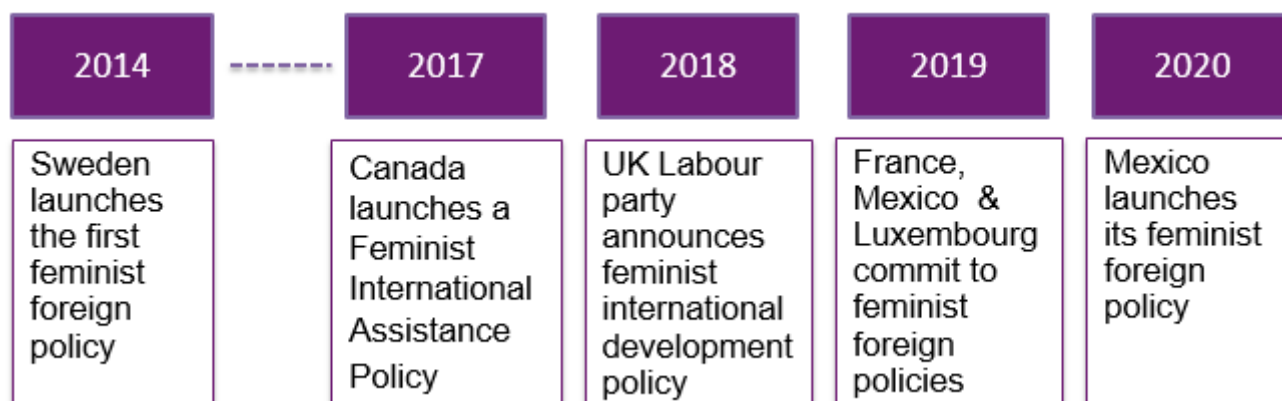 2014
2017
2018
2019
2020
Sweden
launches
the first
feminist
foreign
policy
Canada
launches a
Feminist
International
Assistance
Policy
UK Labour
party
announces
feminist
international
development
policy
France,
Mexico &
Luxembourg
commit to
feminist
foreign
policies
Mexico
launches
its feminist
foreign
policy